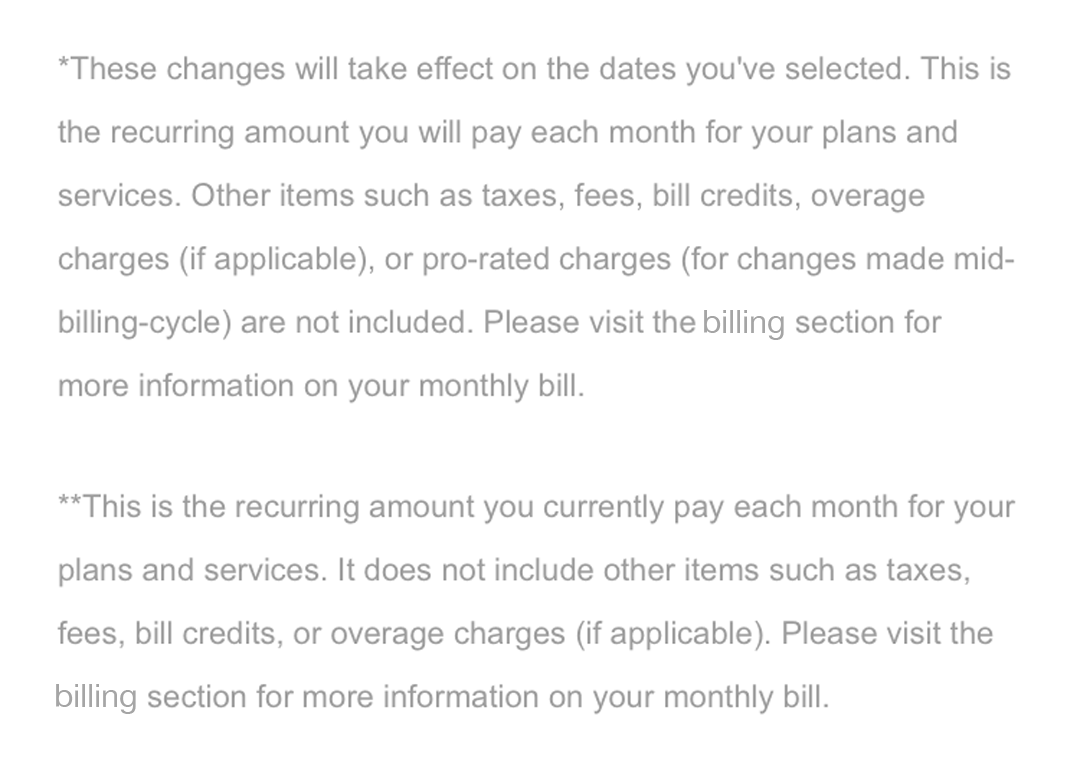 *These changes will take effect on the dates you've selected. This is
the recurring amount you will pay each month for your plans and
services. Other items such as taxes, fees, bill credits, overage
charges (if applicable), or pro-rated charges (for changes made mid-
billing-cycle) are not included. Please visit the billing section for
more information on your monthly bill.
**This is the recurring amount you currently pay each month for your
plans and services. It does not include other items such as taxes,
fees, bill credits, or overage charges (if applicable). Please visit the
billing section for more information on your monthly bill.